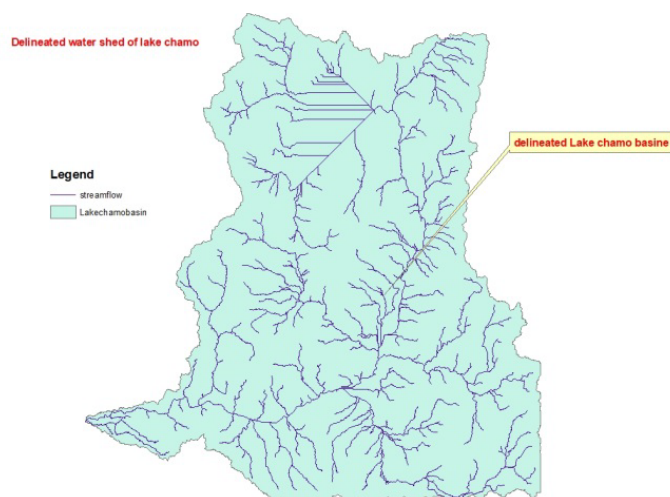 Delineated water shed of lake chamo
delineated Lake chamo basine
Legend
streamflow
Lakechamobasin